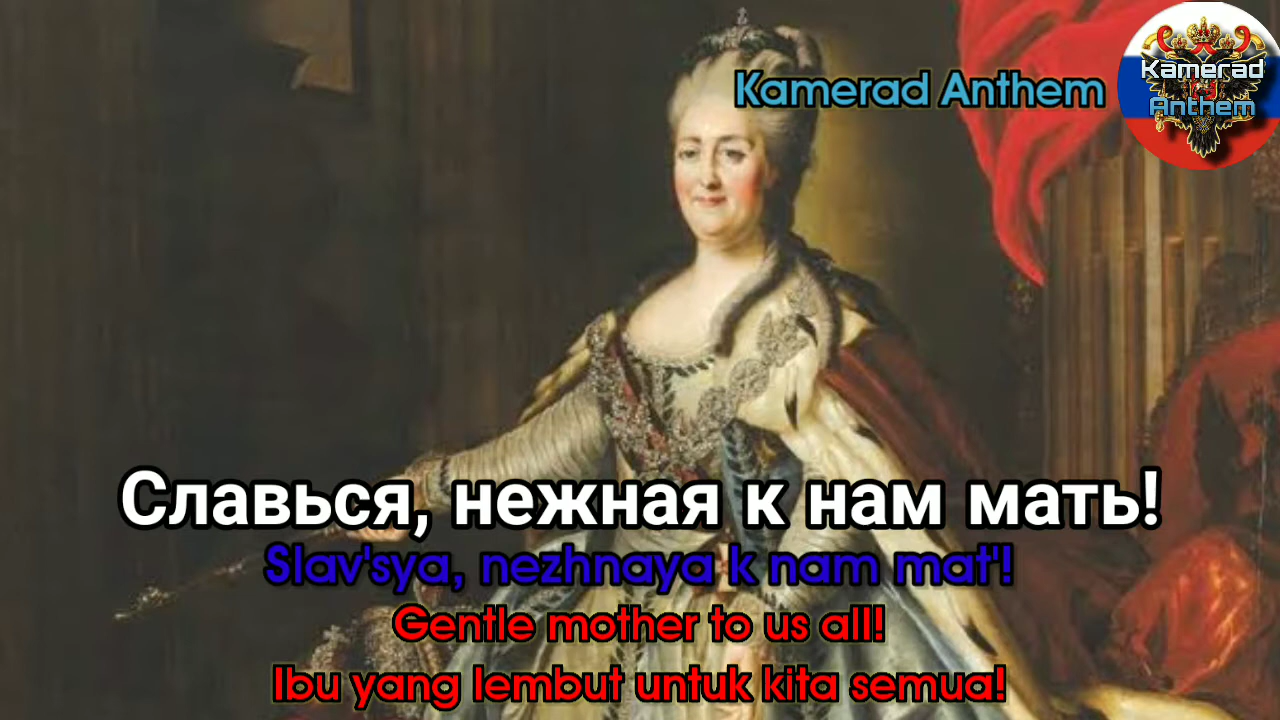 Kamerad Anthem
Kamerad
Anthem
Славься, нежная к нам мать!
Slav'sya, nezhnaya k nam mat'!
Gentle mother to us all!
Ibu yang lembut untuk kita semua!